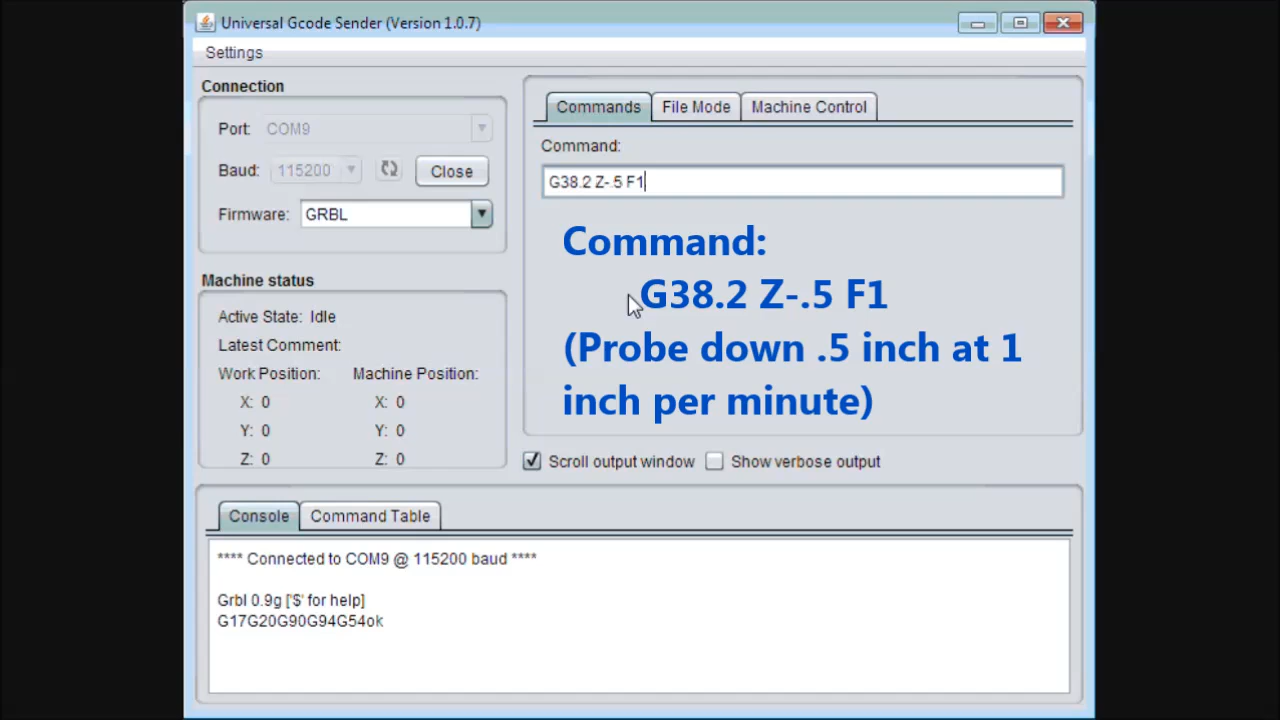 Universal Gcode Sender (Version 1.0.7)
Settings
Connection
Port: COM9
Baud: 115200 Close
Firmware: GRBL
Machine status
Active State: Idle
Latest Comment:
Work Position: Machine Position:
X: 0 X: 0
Y: 0 Y: 0
Z: 0 Z: 0
Commands File Mode Machine Control
Command:
G38.2 Z-.5 F1
Command:
G38.2 Z-.5 F1
(Probe down .5 inch at 1
inch per minute)
Scroll output window Show verbose output
Console Command Table
**** Connected to COM9 @ 115200 baud ****
Grbl 0.9g ['$' for help]
G17G20G90G94G54ok